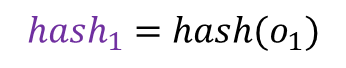 hash₁ = hash(o₁)